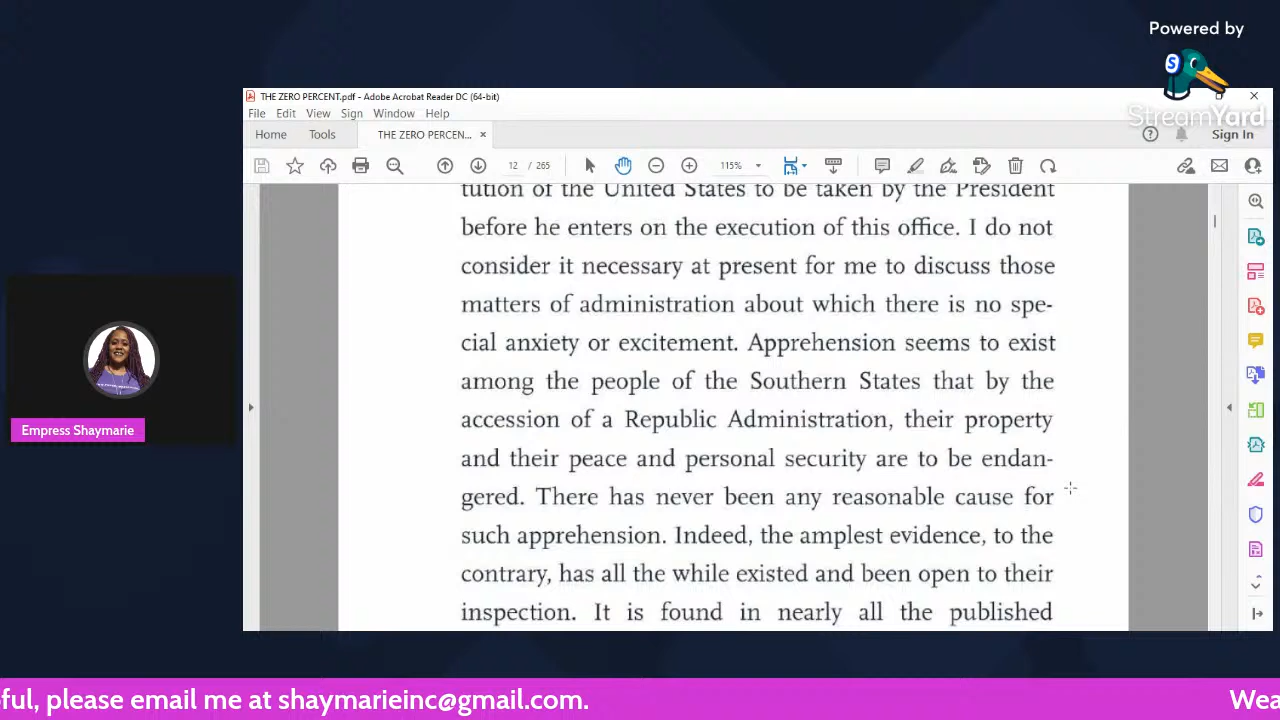 Powered by
StreamYard
THE ZERO PERCENT.pdf - Adobe Acrobat Reader DC (64-bit)
File Edit View Sign Window Help
Home Tools THE ZERO PERCEN... × Sign In
12 / 265 115%
tution of the United States to be taken by the President
before he enters on the execution of this office. I do not
consider it necessary at present for me to discuss those
matters of administration about which there is no spe-
cial anxiety or excitement. Apprehension seems to exist
among the people of the Southern States that by the
accession of a Republic Administration, their property
and their peace and personal security are to be endan-
gered. There has never been any reasonable cause for
such apprehension. Indeed, the amplest evidence, to the
contrary, has all the while existed and been open to their
inspection. It is found in nearly all the published
Empress Shaymarie
ful, please email me at shaymarieinc@gmail.com. Wea